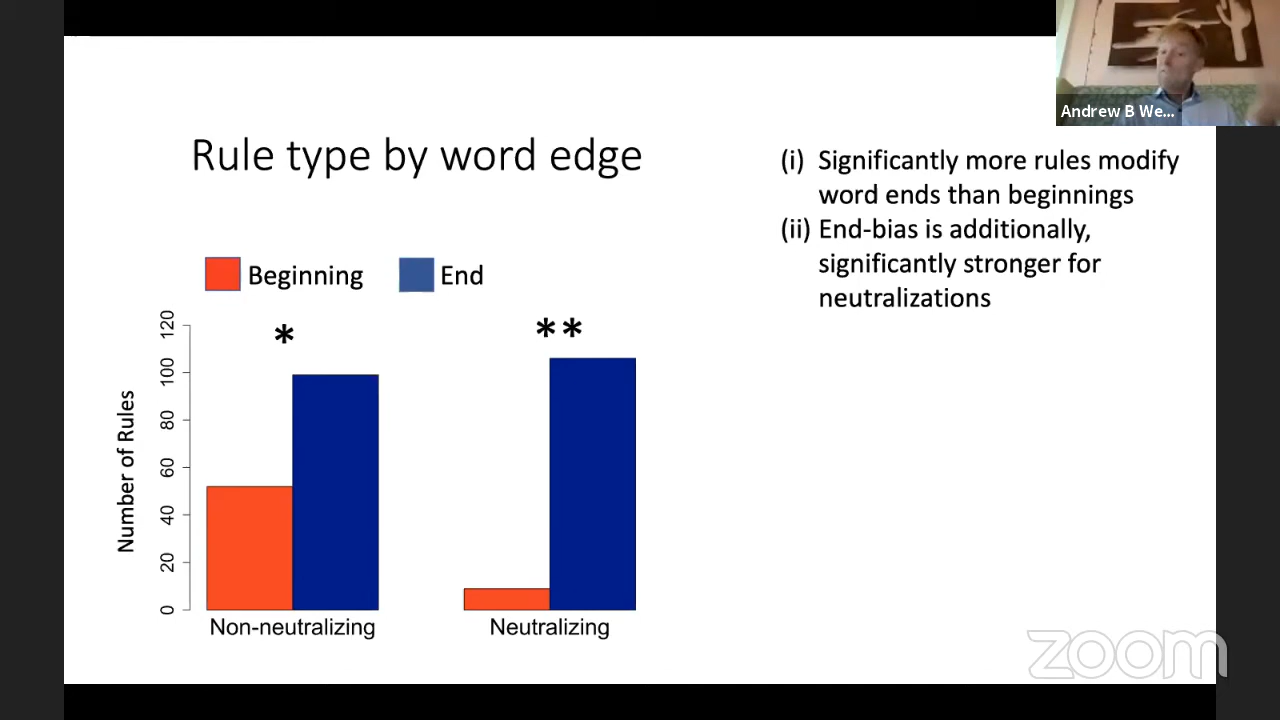 Andrew B We...
Rule type by word edge
(i) Significantly more rules modify
word ends than beginnings
(ii) End-bias is additionally,
significantly stronger for
neutralizations
Beginning End
* **
Number of Rules
120
100
80
60
40
20
0
Non-neutralizing Neutralizing
zoom